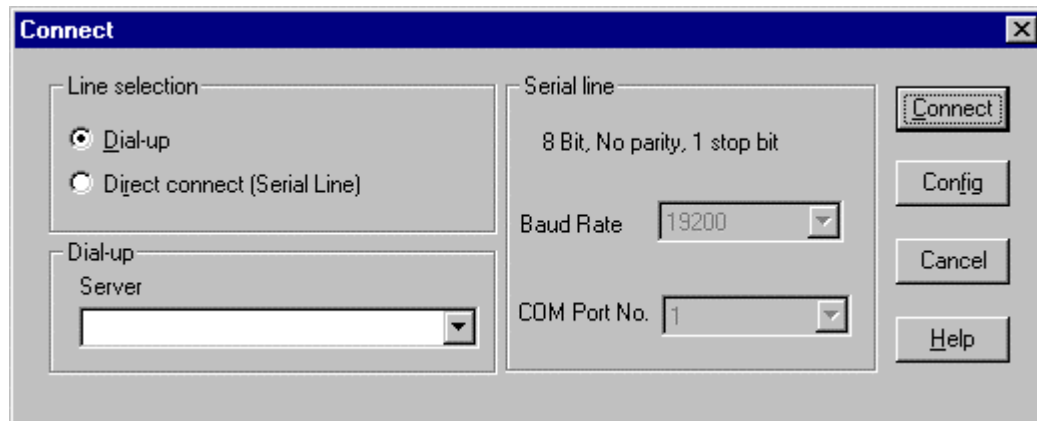 Connect
Line selection
Dial-up
Direct connect (Serial Line)
Dial-up
Server
Serial line
8 Bit, No parity, 1 stop bit
Baud Rate 19200
COM Port No. 1
Connect
Config
Cancel
Help